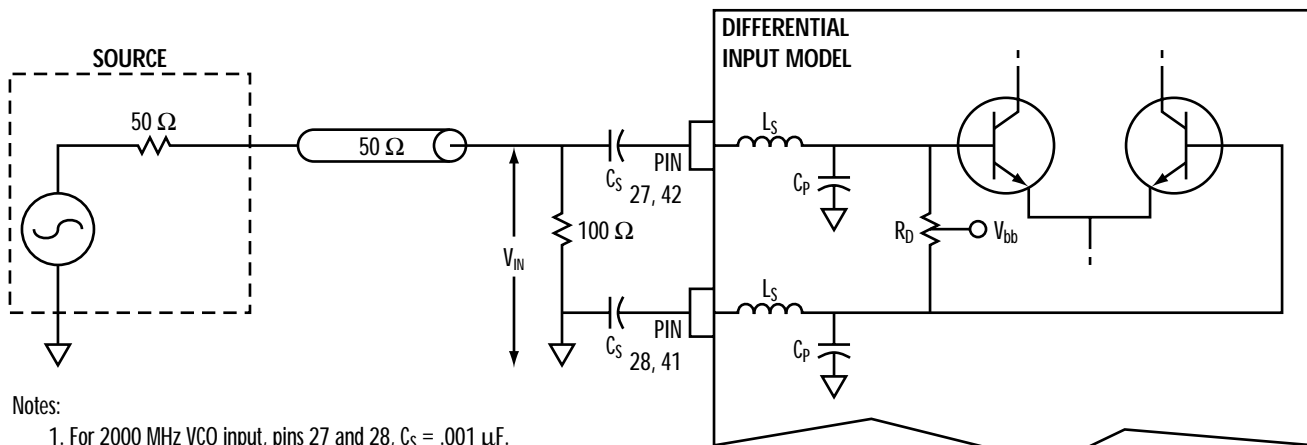 DIFFERENTIAL
INPUT MODEL
SOURCE
50 Ω
50 Ω
C_S
PIN
27, 42
L_S
C_P
100 Ω
V_IN
R_D
V_bb
C_S
PIN
28, 41
L_S
C_P
Notes:
1. For 2000 MHz VCO input, pins 27 and 28, C_S = .001 µF.